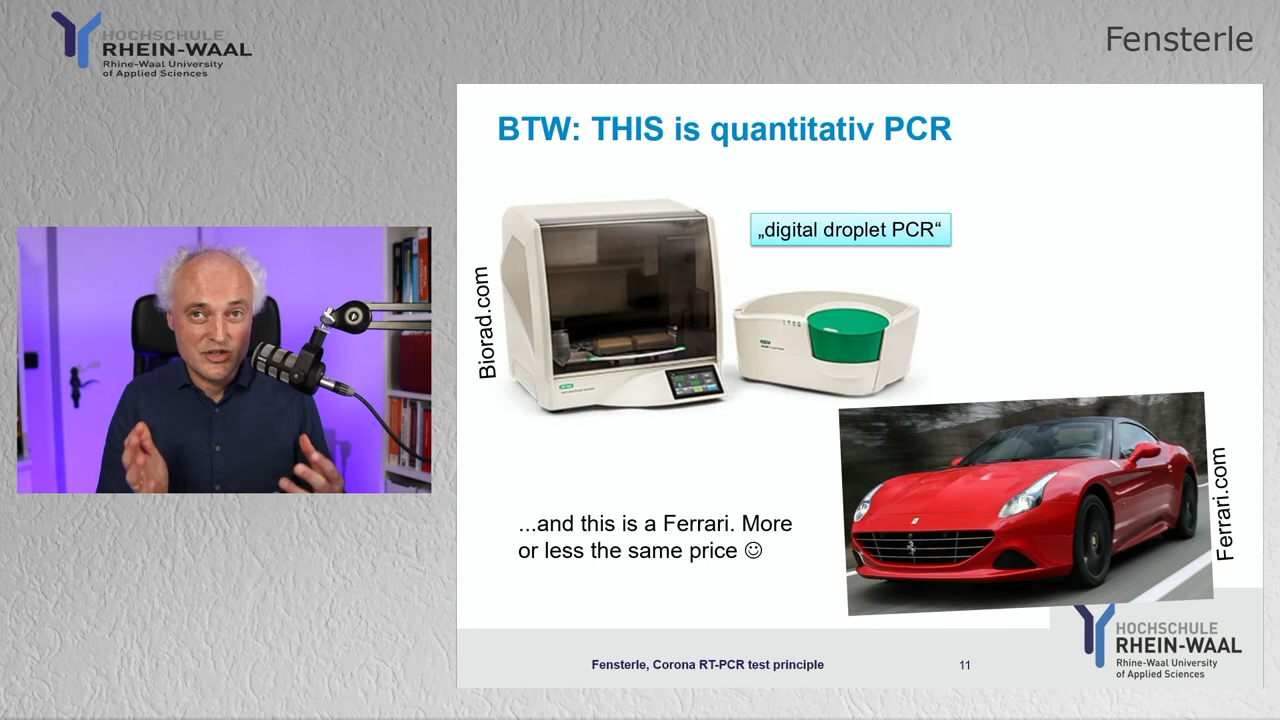 HOCHSCHULE
RHEIN-WAAL
Rhine-Waal University
of Applied Sciences
Fensterle
BTW: THIS is quantitativ PCR
„digital droplet PCR“
Biorad.com
...and this is a Ferrari. More
or less the same price ☺
Ferrari.com
Fensterle, Corona RT-PCR test principle
11
HOCHSCHULE
RHEIN-WAAL
Rhine-Waal University
of Applied Sciences